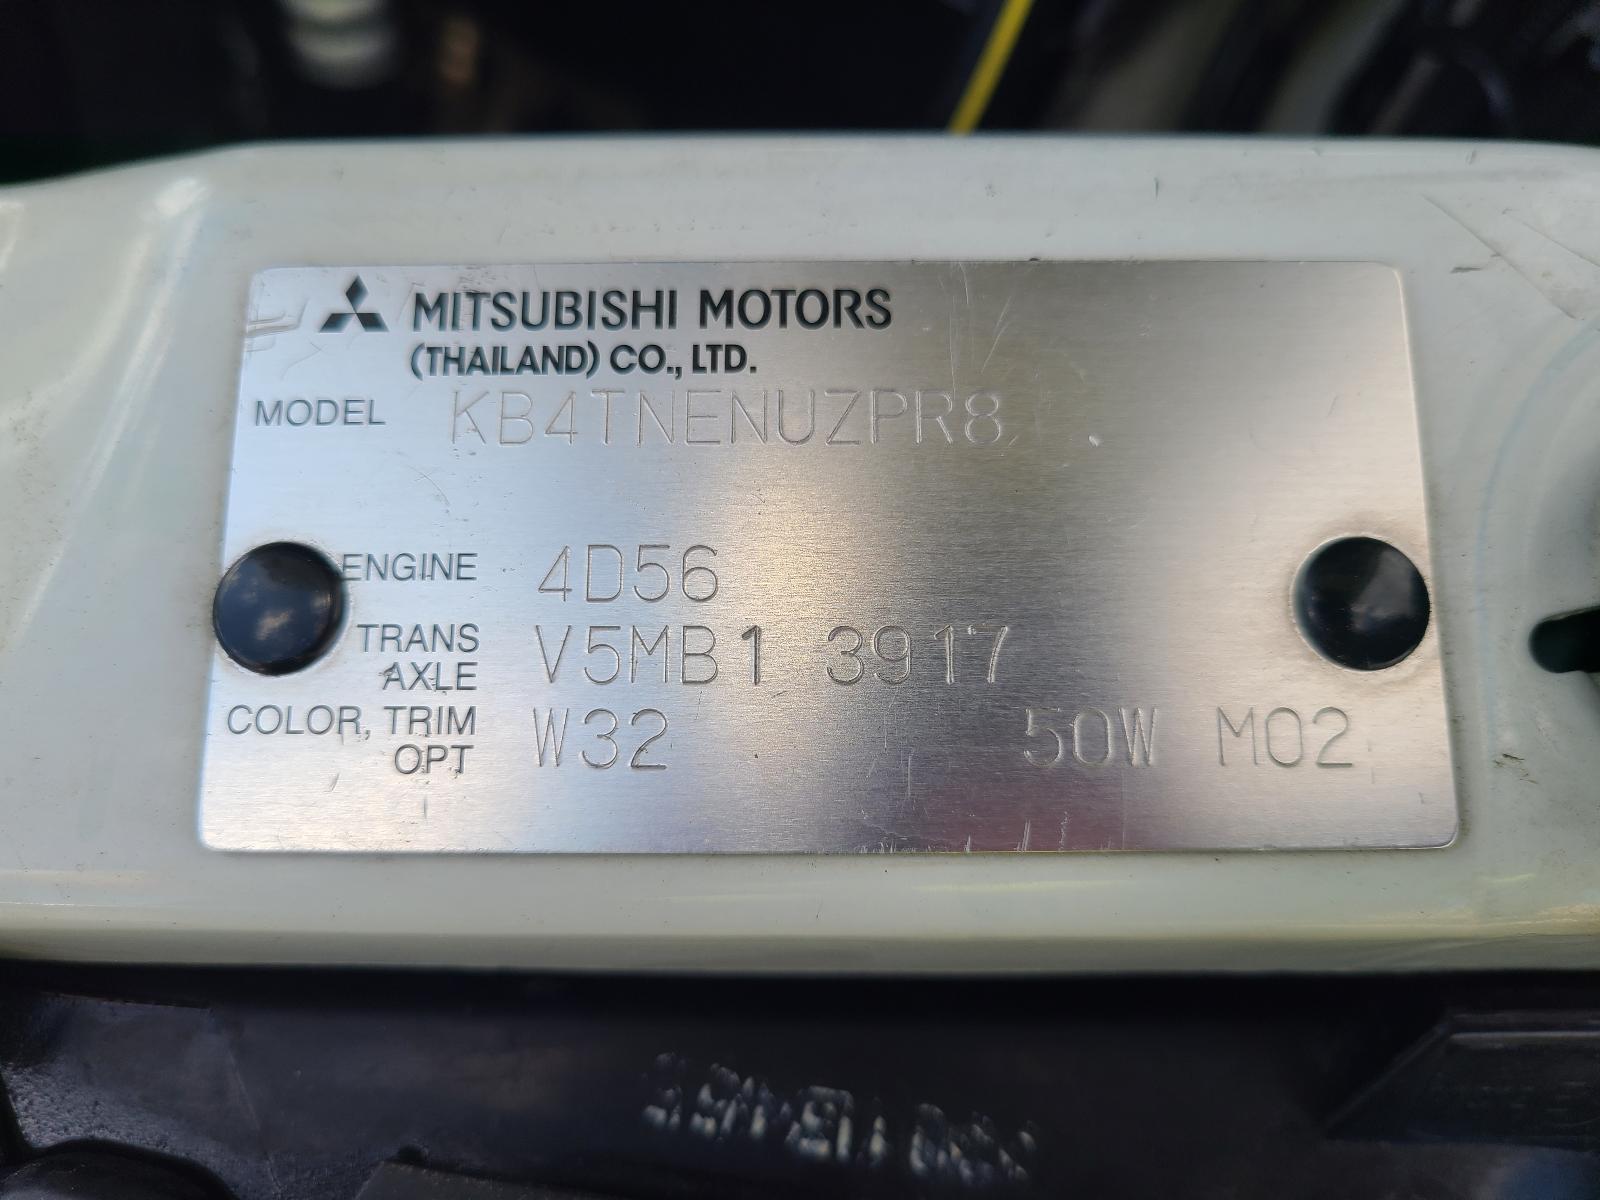 MITSUBISHI MOTORS
(THAILAND) CO., LTD.
MODEL KB4TNENUZPR8
ENGINE 4D56
TRANS AXLE V5MB1 3917
COLOR, TRIM OPT W32 50W M02